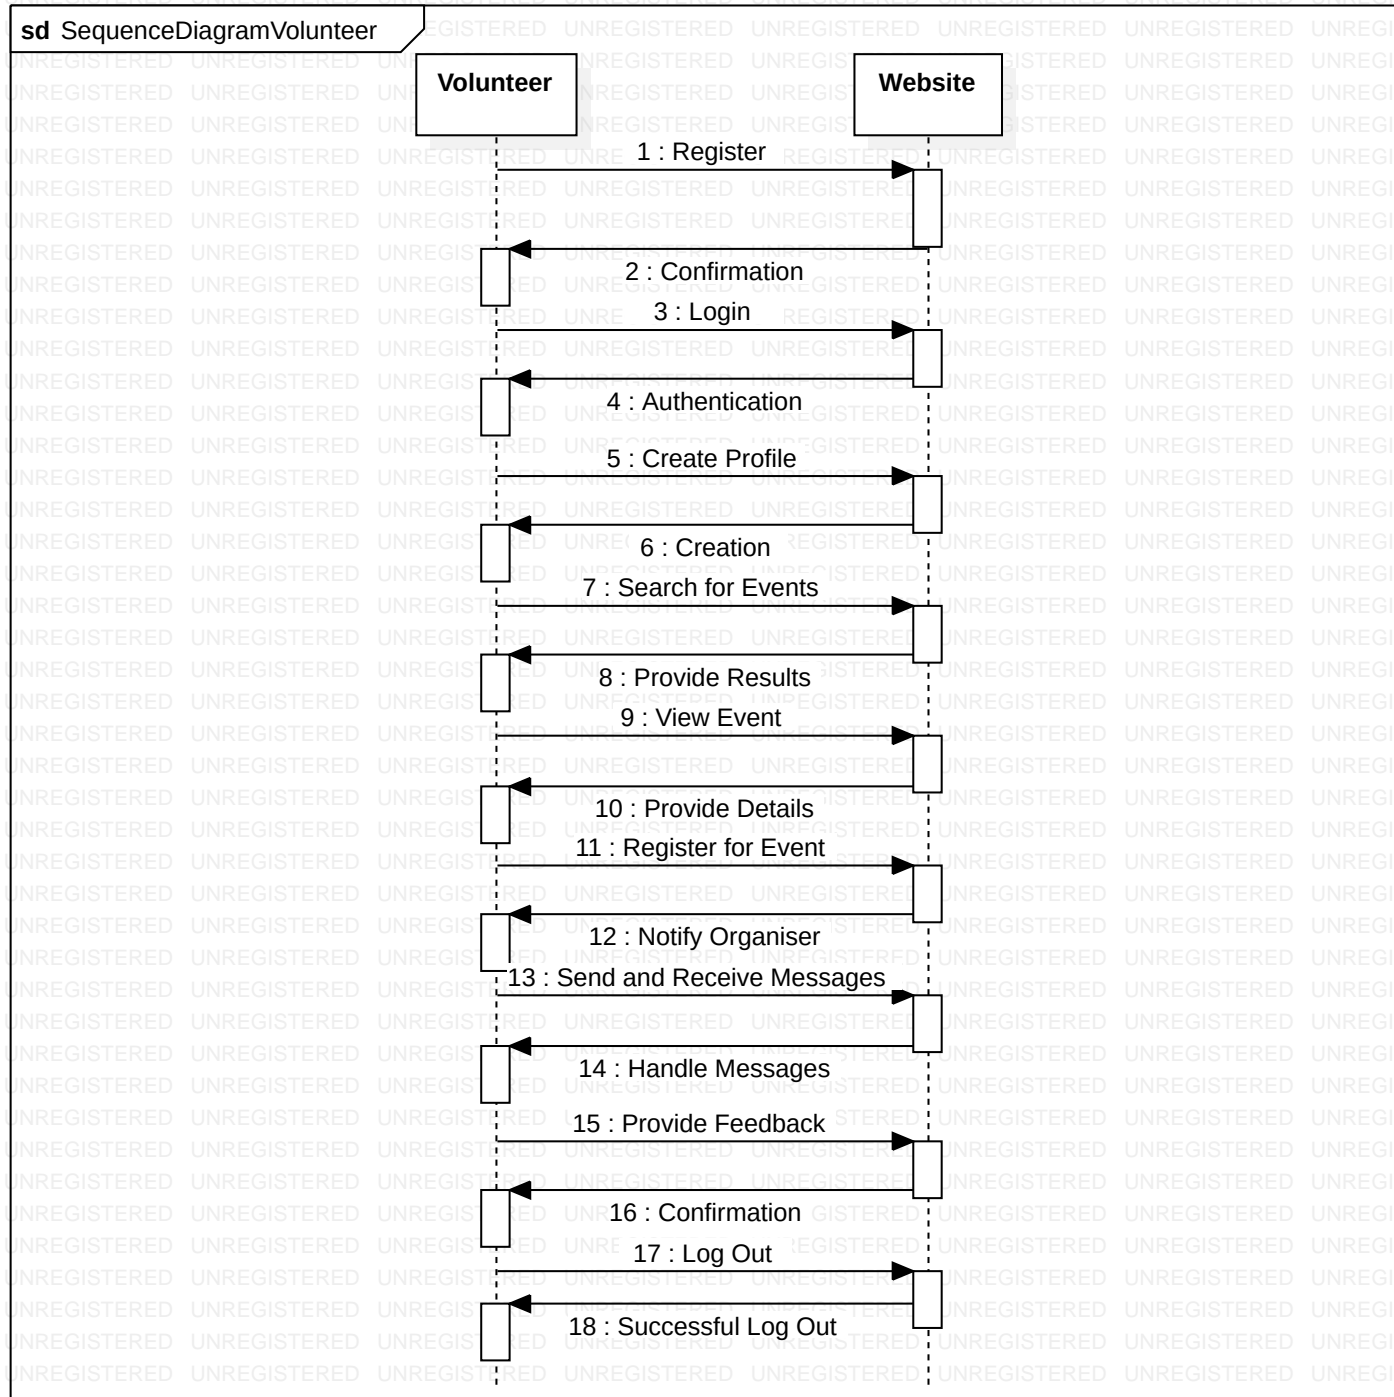 sd SequenceDiagramVolunteer
Volunteer
Website
1 : Register
2 : Confirmation
3 : Login
4 : Authentication
5 : Create Profile
6 : Creation
7 : Search for Events
8 : Provide Results
9 : View Event
10 : Provide Details
11 : Register for Event
12 : Notify Organiser
13 : Send and Receive Messages
14 : Handle Messages
15 : Provide Feedback
16 : Confirmation
17 : Log Out
18 : Successful Log Out
UNREGISTERED